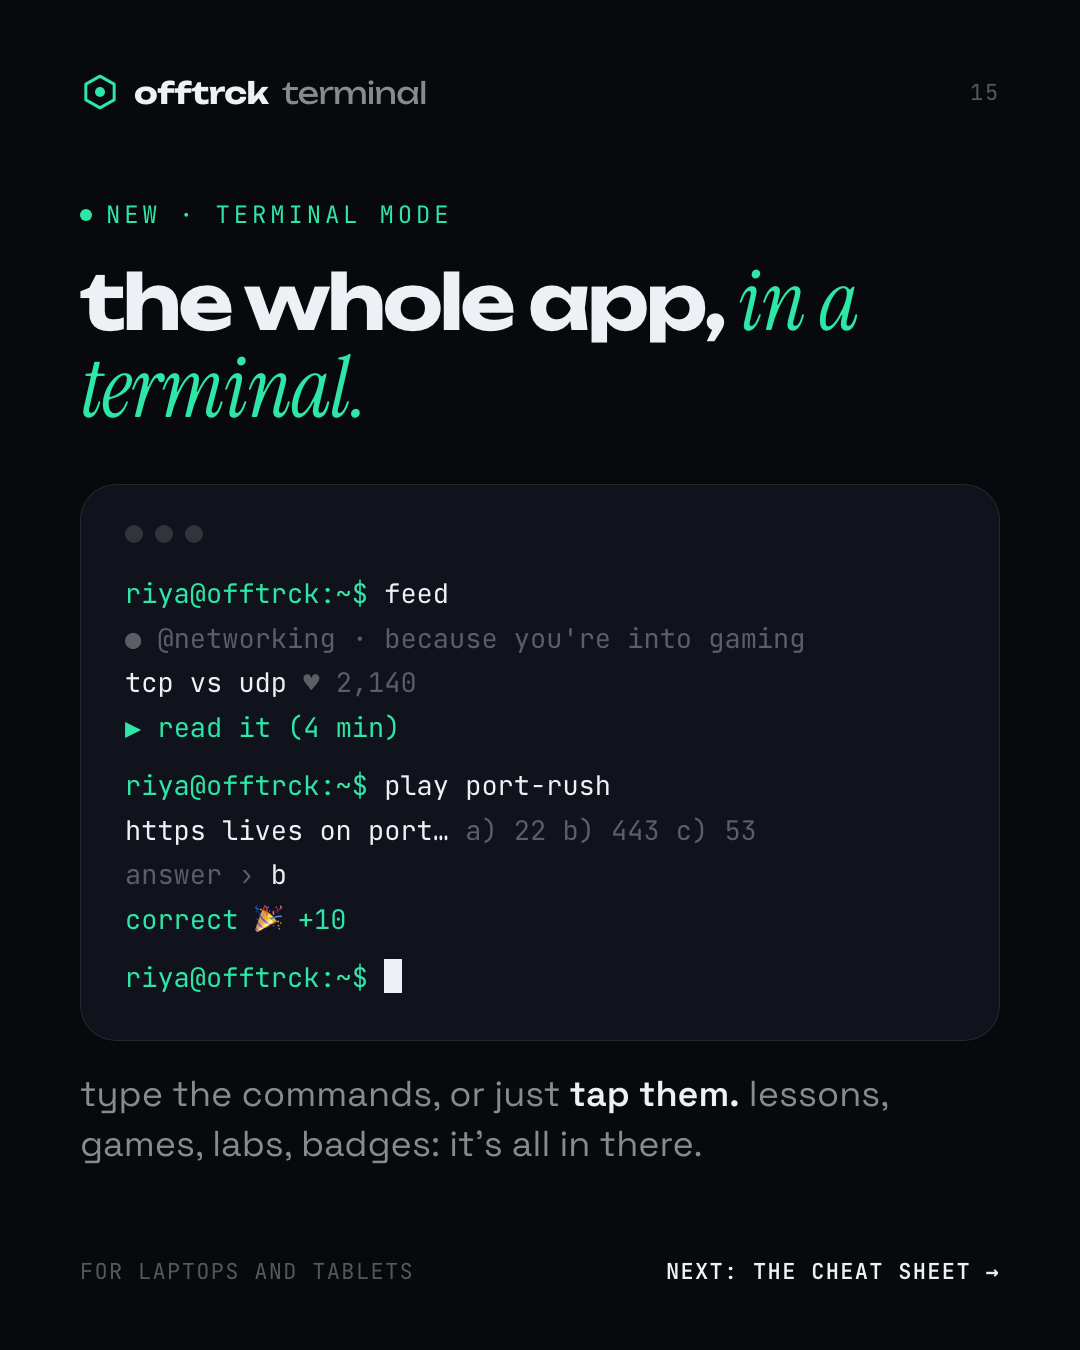 offtrck terminal
15
NEW · TERMINAL MODE
the whole app, in a
terminal.
riya@offtrck:~$ feed
● @networking · because you're into gaming
tcp vs udp ♥ 2,140
▶ read it (4 min)
riya@offtrck:~$ play port-rush
https lives on port… a) 22 b) 443 c) 53
answer › b
correct 🎉 +10
riya@offtrck:~$
type the commands, or just tap them. lessons,
games, labs, badges: it’s all in there.
FOR LAPTOPS AND TABLETS
NEXT: THE CHEAT SHEET →